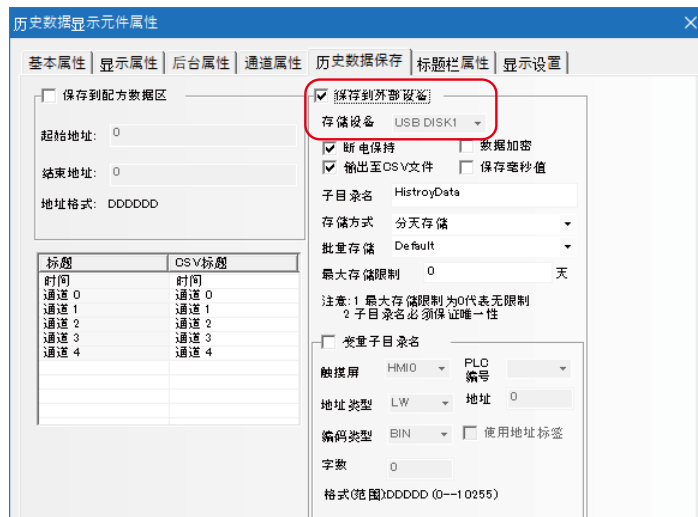 历史数据显示元件属性
基本属性 显示属性 后台属性 通道属性 历史数据保存 标题栏属性 显示设置
保存到配方数据区
起始地址: 0
结束地址: 0
地址格式: DDDDDD
标题 CSV标题
时间 时间
通道 0 通道 0
通道 1 通道 1
通道 2 通道 2
通道 3 通道 3
通道 4 通道 4
保存到外部设备
存储设备 USB DISK1
断电保持 数据加密
输出至CSV文件 保存毫秒值
子目录名 HistroyData
存储方式 分天存储
批量存储 Default
最大存储限制 0 天
注意:1 最大存储限制为0代表无限制
2 子目录名必须保证唯一性
变量子目录名
触摸屏 HMI0 PLC编号
地址类型 LW 地址 0
编码类型 BIN 使用地址标签
字数 0
格式(范围):DDDDD (0--10255)